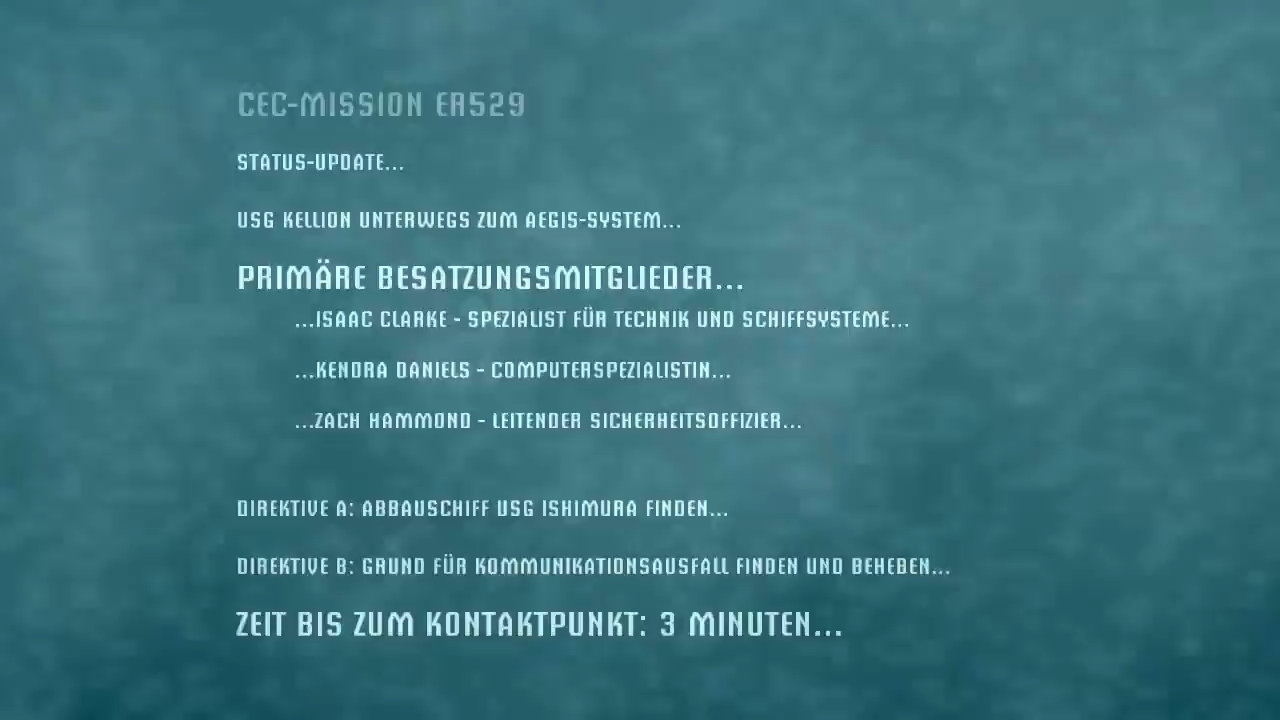 CEC-MISSION ER529
STATUS-UPDATE...
USG KELLION UNTERWEGS ZUM AEGIS-SYSTEM...
PRIMÄRE BESATZUNGSMITGLIEDER...
...ISAAC CLARKE - SPEZIALIST FÜR TECHNIK UND SCHIFFSYSTEME...
...KENDRA DANIELS - COMPUTERSPEZIALISTIN...
...ZACH HAMMOND - LEITENDER SICHERHEITSOFFIZIER...
DIREKTIVE A: ABBAUSCHIFF USG ISHIMURA FINDEN...
DIREKTIVE B: GRUND FÜR KOMMUNIKATIONSAUSFALL FINDEN UND BEHEBEN...
ZEIT BIS ZUM KONTAKTPUNKT: 3 MINUTEN...